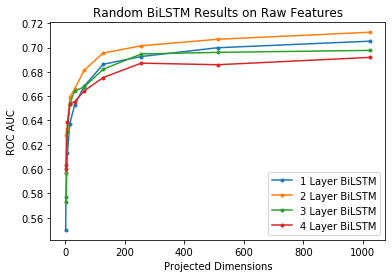 Random BiLSTM Results on Raw Features
ROC AUC
0.72
0.70
0.68
0.66
0.64
0.62
0.60
0.58
0.56
1 Layer BiLSTM
2 Layer BiLSTM
3 Layer BiLSTM
4 Layer BiLSTM
0 200 400 600 800 1000
Projected Dimensions